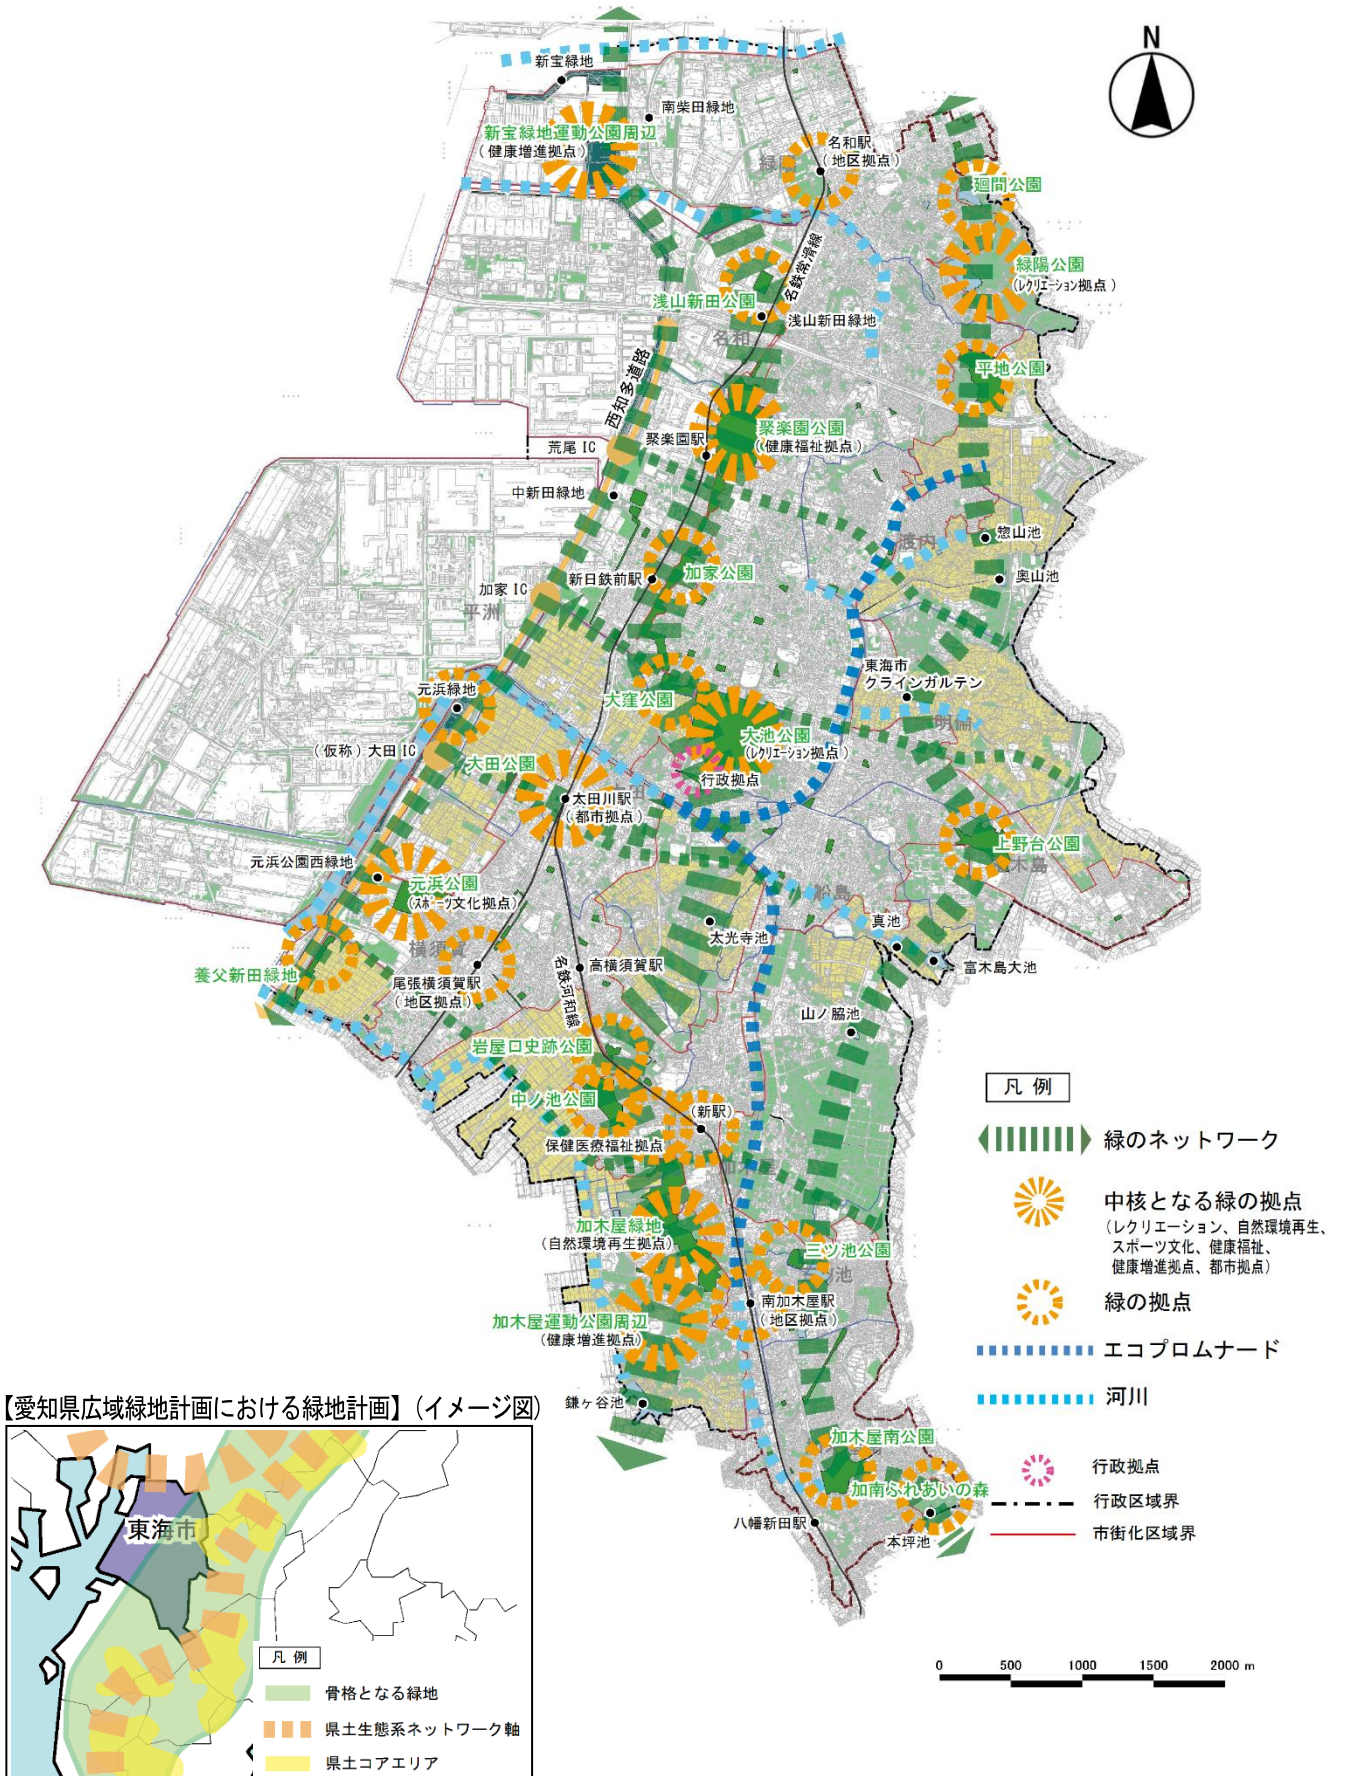 N
新宝緑地
南柴田緑地
新宝緑地運動公園周辺
(健康増進拠点)
名和駅
(地区拠点)
緑陽
廻間公園
緑陽公園
(レクリエーション拠点)
名鉄常滑線
浅山新田公園
浅山新田緑地
名和
平地公園
西知多道路
聚楽園公園
(健康福祉拠点)
聚楽園駅
荒尾 IC
中新田緑地
渡内
惣山池
奥山池
加家公園
新日鉄前駅
加家 IC
平洲
東海市
クラインガルテン
元浜緑地
大窪公園
明倫
大池公園
(レクリエーション拠点)
(仮称)大田 IC
大田公園
行政拠点
太田川駅
(都市拠点)
上野台公園
元浜公園西緑地
元浜公園
(スポーツ文化拠点)
船島
真池
太光寺池
横須賀
養父新田緑地
尾張横須賀駅
(地区拠点)
高横須賀駅
富木島大池
名鉄河和線
山ノ脇池
岩屋口史跡公園
中ノ池公園
(新駅)
保健医療福祉拠点
加木屋
加木屋緑地
(自然環境再生拠点)
三ツ池公園
南加木屋駅
(地区拠点)
加木屋運動公園周辺
(健康増進拠点)
鎌ヶ谷池
加木屋南公園
加南ふれあいの森
八幡新田駅
本坪池
凡 例
緑のネットワーク
中核となる緑の拠点
(レクリエーション、自然環境再生、
スポーツ文化、健康福祉、
健康増進拠点、都市拠点)
緑の拠点
エコプロムナード
河川
行政拠点
行政区域界
市街化区域界
0 500 1000 1500 2000 m
【愛知県広域緑地計画における緑地計画】(イメージ図)
東海市
凡 例
骨格となる緑地
県土生態系ネットワーク軸
県土コアエリア